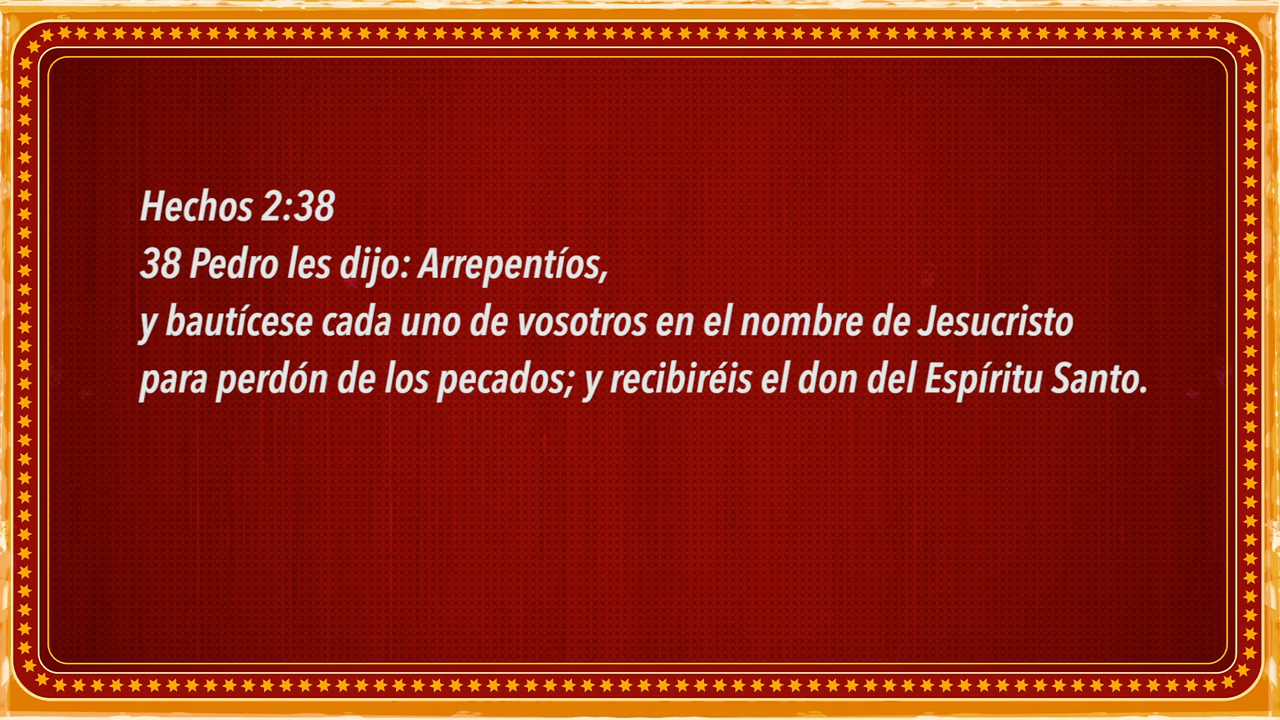 Hechos 2:38
38 Pedro les dijo: Arrepentíos,
y bautícese cada uno de vosotros en el nombre de Jesucristo
para perdón de los pecados; y recibiréis el don del Espíritu Santo.